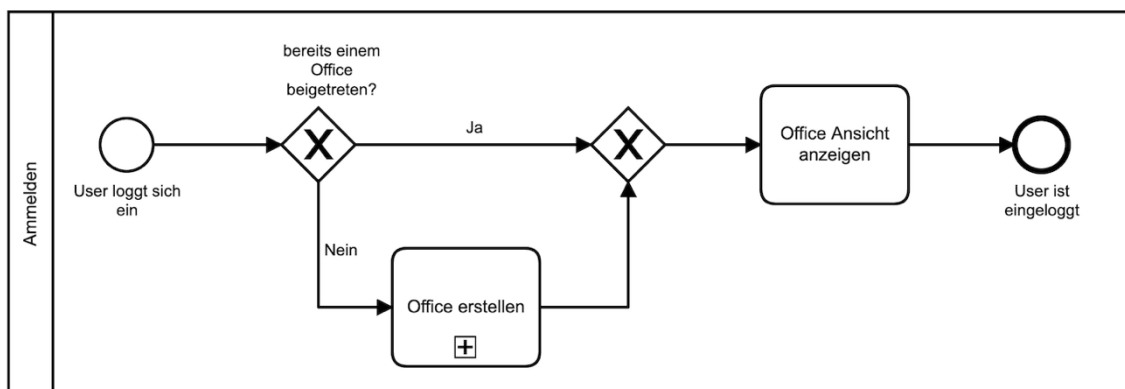 Ammelden
User loggt sich
ein
bereits einem
Office
beigetreten?
Ja
Nein
Office erstellen
Office Ansicht
anzeigen
User ist
eingeloggt